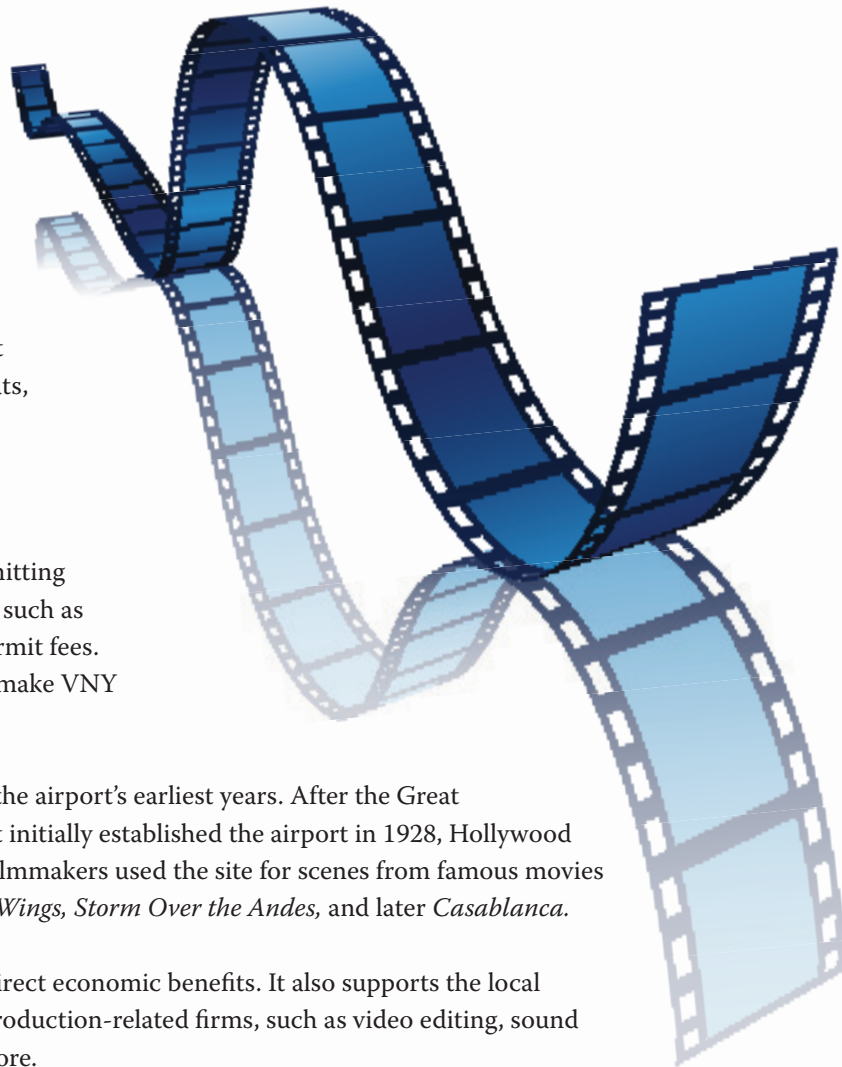 such as
rmit fees.
make VNY
the airport’s earliest years. After the Great
initially established the airport in 1928, Hollywood
lmmakers used the site for scenes from famous movies
Wings, Storm Over the Andes, and later Casablanca.
irect economic benefits. It also supports the local
roduction-related firms, such as video editing, sound
ore.